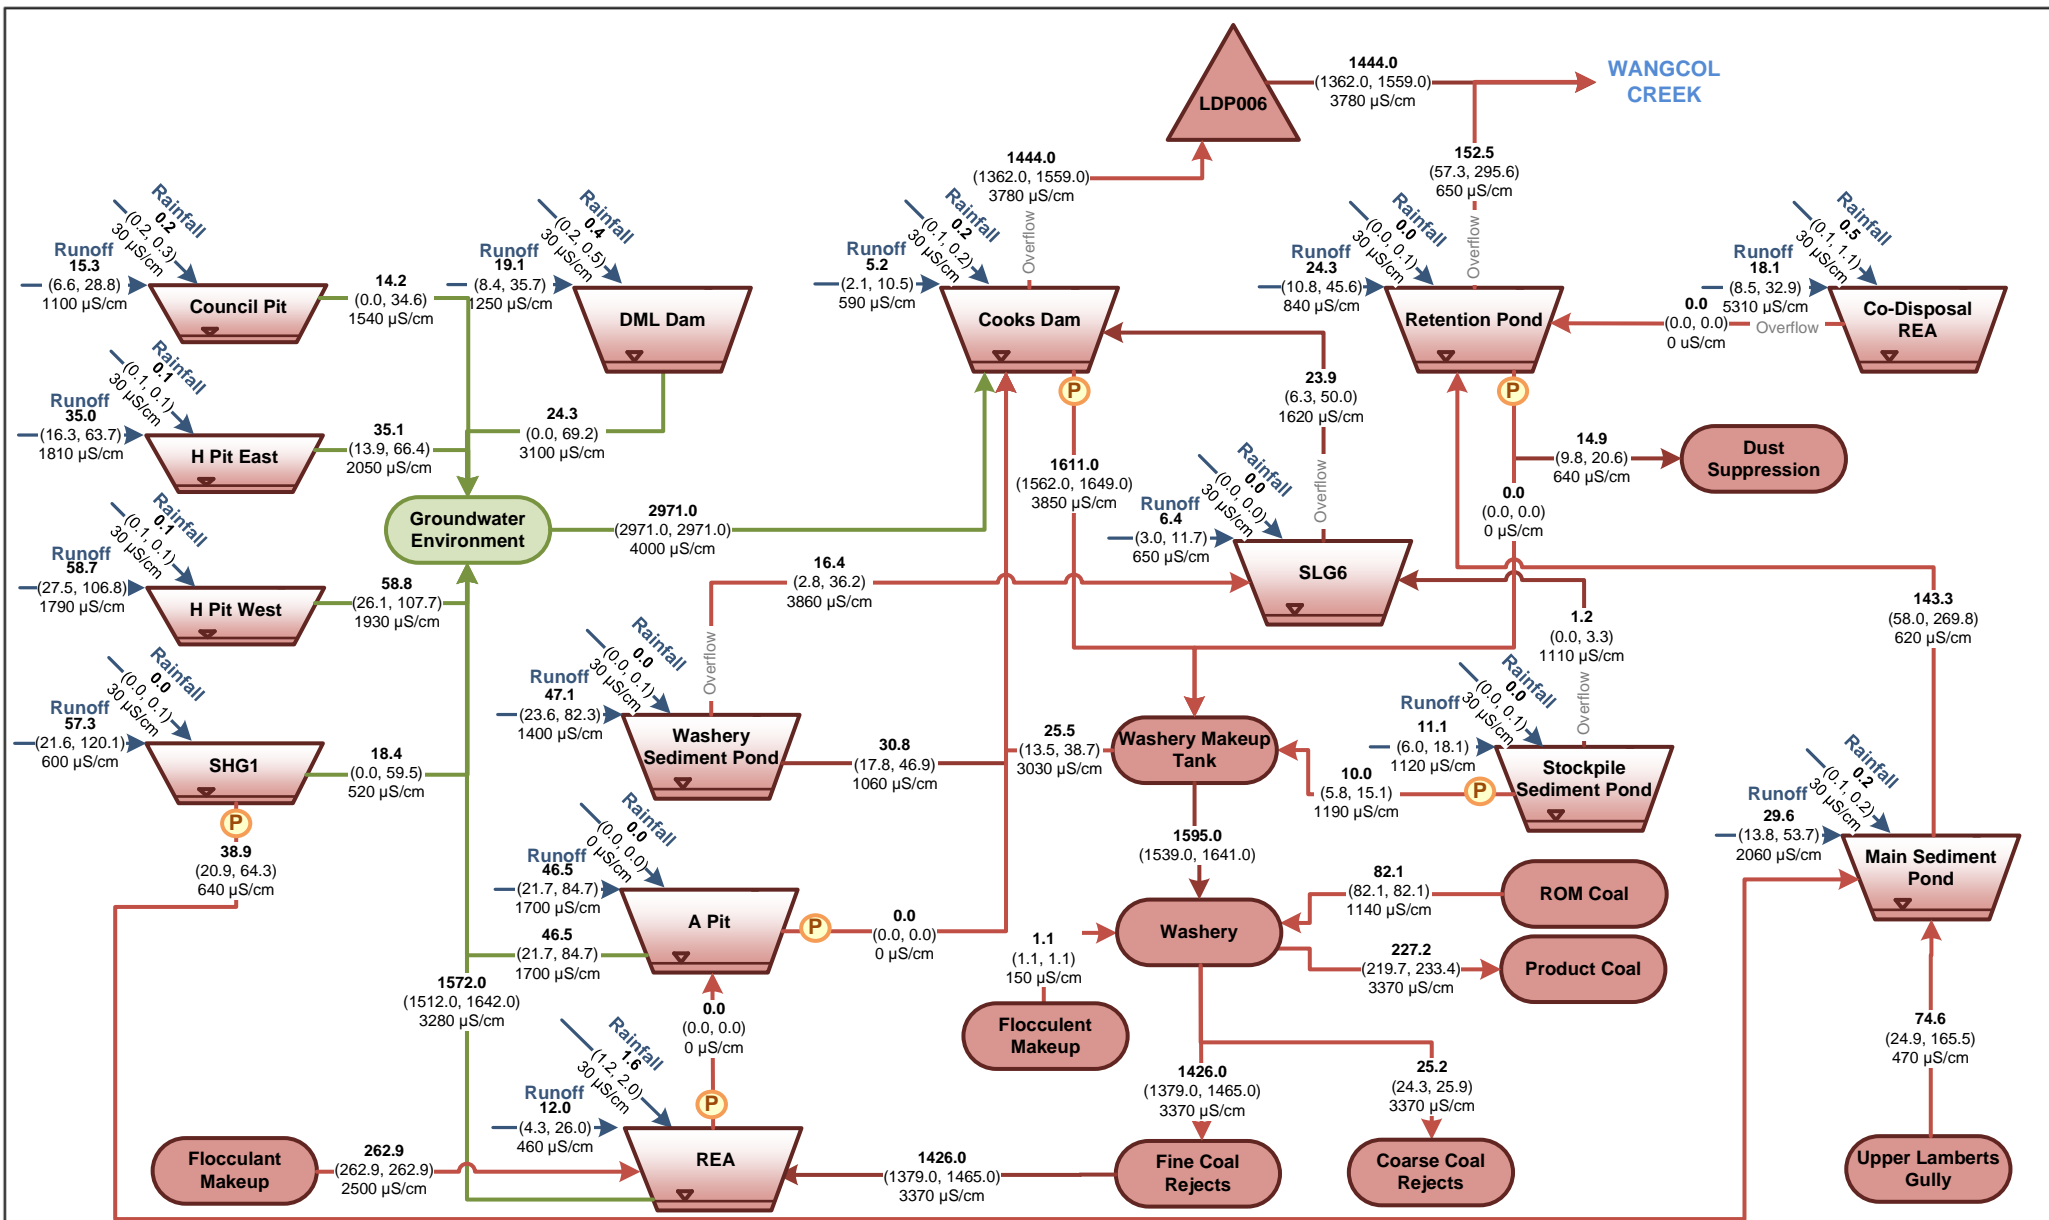 1444.0
(1362.0, 1559.0)
3780 µS/cm
WANGCOL
CREEK
LDP006
1444.0
(1362.0, 1559.0)
3780 µS/cm
Overflow
152.5
(57.3, 295.6)
650 µS/cm
Overflow
Rainfall
0.2
(0.2, 0.3)
30 µS/cm
Runoff
15.3
(6.6, 28.8)
1100 µS/cm
Council Pit
14.2
(0.0, 34.6)
1540 µS/cm
Rainfall
0.4
(0.2, 0.5)
30 µS/cm
Runoff
19.1
(8.4, 35.7)
1250 µS/cm
DML Dam
24.3
(0.0, 69.2)
3100 µS/cm
Rainfall
0.2
(0.1, 0.2)
30 µS/cm
Runoff
5.2
(2.1, 10.5)
590 µS/cm
Cooks Dam
Rainfall
0.0
(0.0, 0.1)
30 µS/cm
Runoff
24.3
(10.8, 45.6)
840 µS/cm
Retention Pond
Rainfall
0.5
(0.1, 1.1)
30 µS/cm
Runoff
18.1
(8.5, 32.9)
5310 µS/cm
Co-Disposal
REA
0.0
(0.0, 0.0)
0 uS/cm
Overflow
P
P
Rainfall
0.1
(0.1, 0.1)
30 µS/cm
Runoff
35.0
(16.3, 63.7)
1810 µS/cm
H Pit East
35.1
(13.9, 66.4)
2050 µS/cm
23.9
(6.3, 50.0)
1620 µS/cm
Overflow
14.9
(9.8, 20.6)
640 µS/cm
Dust
Suppression
1611.0
(1562.0, 1649.0)
3850 µS/cm
0.0
(0.0, 0.0)
0 µS/cm
Groundwater
Environment
2971.0
(2971.0, 2971.0)
4000 µS/cm
Rainfall
0.0
(0.0, 0.0)
30 µS/cm
Runoff
6.4
(3.0, 11.7)
650 µS/cm
SLG6
Rainfall
0.1
(0.1, 0.1)
30 µS/cm
Runoff
58.7
(27.5, 106.8)
1790 µS/cm
H Pit West
58.8
(26.1, 107.7)
1930 µS/cm
16.4
(2.8, 36.2)
3860 µS/cm
Overflow
1.2
(0.0, 3.3)
1110 µS/cm
Overflow
143.3
(58.0, 269.8)
620 µS/cm
Rainfall
0.0
(0.0, 0.1)
30 µS/cm
Runoff
57.3
(21.6, 120.1)
600 µS/cm
SHG1
18.4
(0.0, 59.5)
520 µS/cm
P
38.9
(20.9, 64.3)
640 µS/cm
Rainfall
0.0
(0.0, 0.1)
30 µS/cm
Runoff
47.1
(23.6, 82.3)
1400 µS/cm
Washery
Sediment Pond
30.8
(17.8, 46.9)
1060 µS/cm
25.5
(13.5, 38.7)
3030 µS/cm
Washery Makeup
Tank
Rainfall
0.0
(0.0, 0.1)
30 µS/cm
Runoff
11.1
(6.0, 18.1)
1120 µS/cm
Stockpile
Sediment Pond
P
10.0
(5.8, 15.1)
1190 µS/cm
Rainfall
0.2
(0.1, 0.2)
30 µS/cm
Runoff
29.6
(13.8, 53.7)
2060 µS/cm
Main Sediment
Pond
1595.0
(1539.0, 1641.0)
Rainfall
0.0
(0.0, 0.0)
0 µS/cm
Runoff
46.5
(21.7, 84.7)
1700 µS/cm
A Pit
P
0.0
(0.0, 0.0)
0 µS/cm
46.5
(21.7, 84.7)
1700 µS/cm
82.1
(82.1, 82.1)
1140 µS/cm
ROM Coal
Washery
227.2
(219.7, 233.4)
3370 µS/cm
Product Coal
1.1
(1.1, 1.1)
150 µS/cm
Flocculent
Makeup
1572.0
(1512.0, 1642.0)
3280 µS/cm
0.0
(0.0, 0.0)
0 µS/cm
P
74.6
(24.9, 165.5)
470 µS/cm
Rainfall
1.6
(1.2, 2.0)
30 µS/cm
Runoff
12.0
(4.3, 26.0)
460 µS/cm
REA
1426.0
(1379.0, 1465.0)
3370 µS/cm
25.2
(24.3, 25.9)
3370 µS/cm
Flocculant
Makeup
262.9
(262.9, 262.9)
2500 µS/cm
1426.0
(1379.0, 1465.0)
3370 µS/cm
Fine Coal
Rejects
Coarse Coal
Rejects
Upper Lamberts
Gully